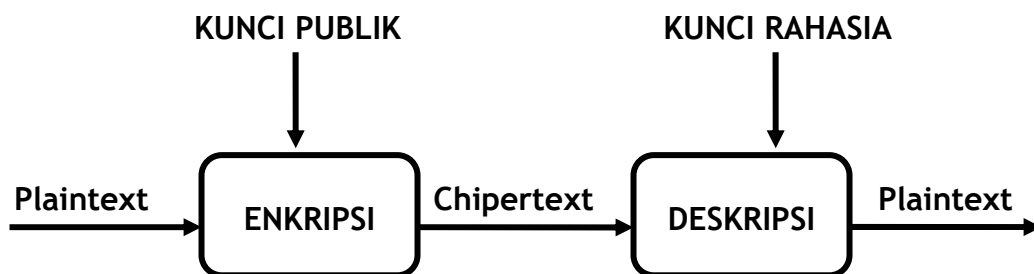 KUNCI PUBLIK
KUNCI RAHASIA
Plaintext
ENKRIPSI
Chipertext
DESKRIPSI
Plaintext